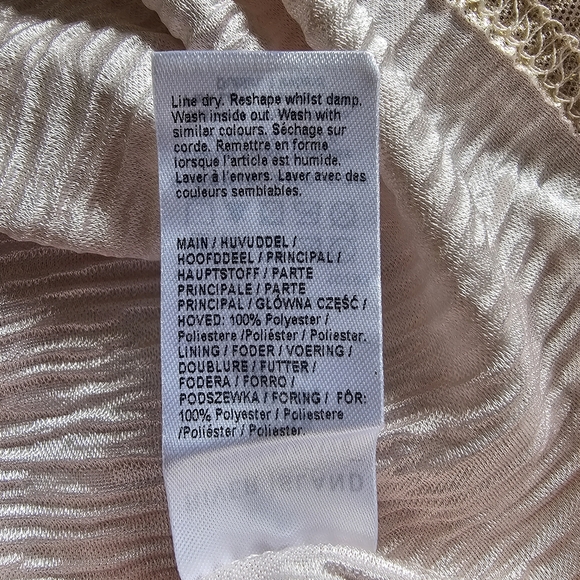 Line dry. Reshape whilst damp.
Wash inside out. Wash with
similar colours. Séchage sur
corde. Remettre en forme
lorsque l'article est humide.
Laver à l'envers. Laver avec des
couleurs semblables.
MAIN / HUVUDDEL /
HOOFDDEEL / PRINCIPAL /
HAUPTSTOFF / PARTE
PRINCIPALE / PARTE
PRINCIPAL / GŁÓWNA CZĘŚĆ /
HOVED: 100% Polyester /
Poliestere /Poliéster / Poliester.
LINING / FODER / VOERING /
DOUBLURE / FUTTER /
FODERA / FORRO /
PODSZEWKA / FORING / FÔR:
100% Polyester / Poliestere
/Poliéster / Poliester.
RIVER ISLAND